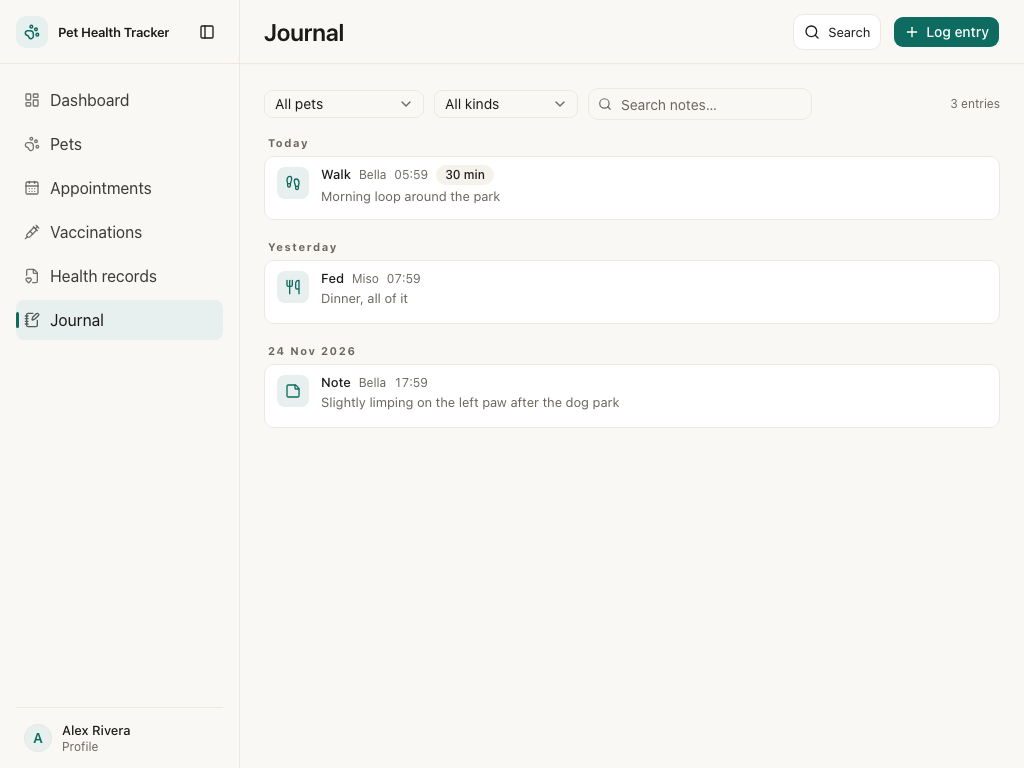 Pet Health Tracker
Dashboard
Pets
Appointments
Vaccinations
Health records
Journal
A
Alex Rivera
Profile
Journal
Search
Log entry
All pets
All kinds
Search notes...
3 entries
Today
Walk Bella 05:59 30 min
Morning loop around the park
Yesterday
Fed Miso 07:59
Dinner, all of it
24 Nov 2026
Note Bella 17:59
Slightly limping on the left paw after the dog park